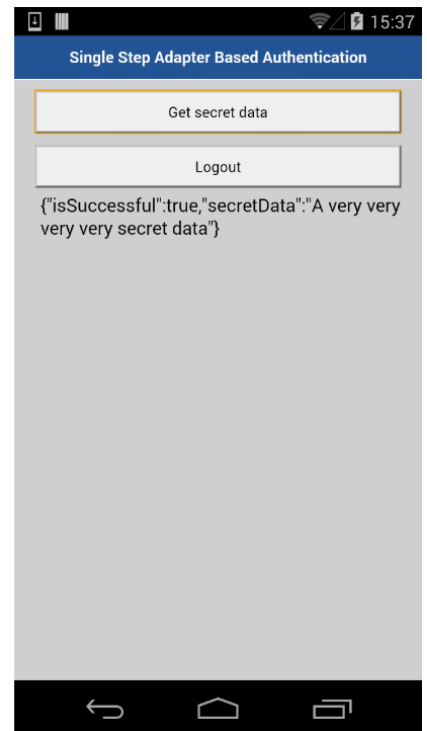 15:37
Single Step Adapter Based Authentication
Get secret data
Logout
{"isSuccessful":true,"secretData":"A very very
very very secret data"}